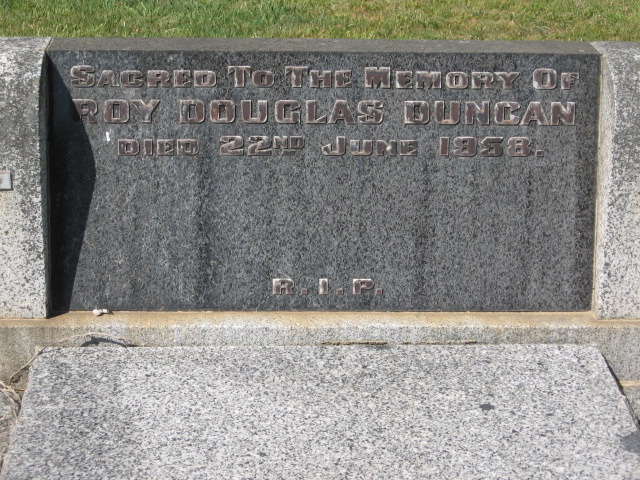 Sacred To The Memory Of
ROY DOUGLAS DUNCAN
DIED 22ND JUNE 1958.
R.I.P.